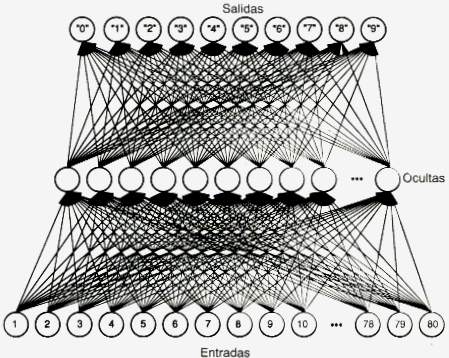 Salidas
"0" "1" "2" "3" "4" "5" "6" "7" "8" "9"
••• Ocultas
1 2 3 4 5 6 7 8 9 10 ••• 78 79 80
Entradas